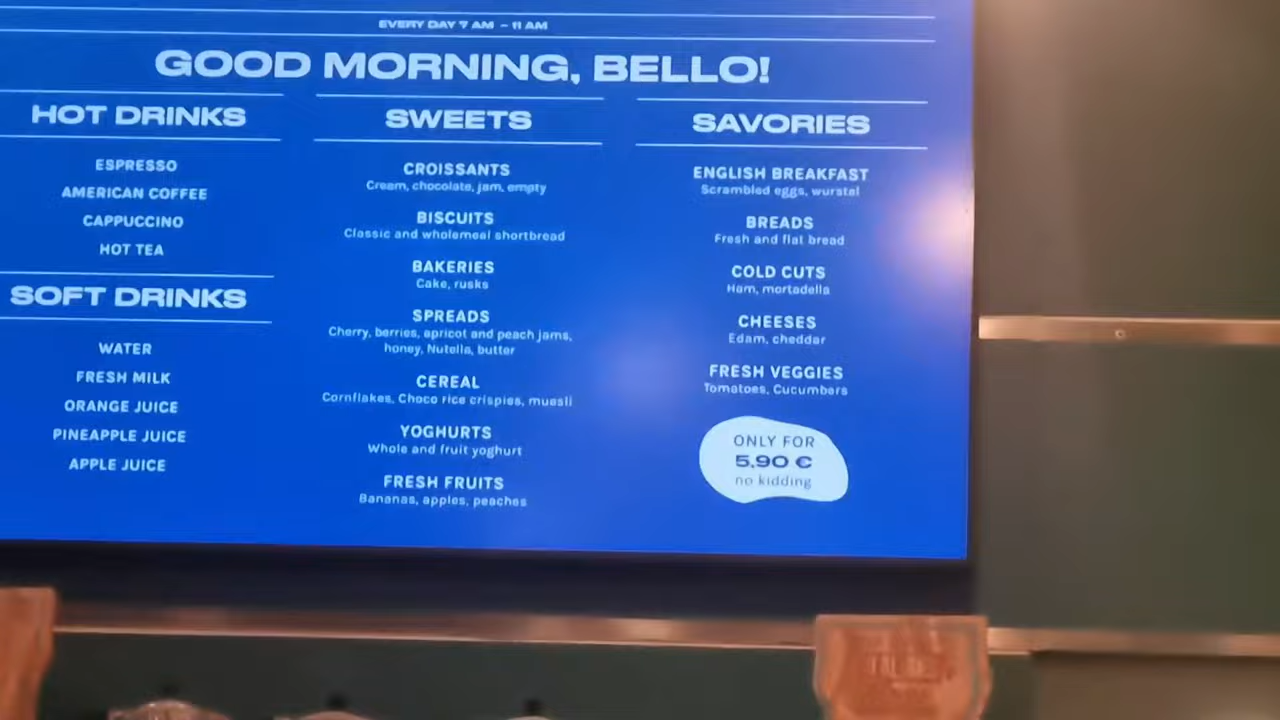 EVERY DAY 7 AM - 11 AM
GOOD MORNING, BELLO!
HOT DRINKS
ESPRESSO
AMERICAN COFFEE
CAPPUCCINO
HOT TEA
SOFT DRINKS
WATER
FRESH MILK
ORANGE JUICE
PINEAPPLE JUICE
APPLE JUICE
SWEETS
CROISSANTS
Cream, chocolate, jam, empty
BISCUITS
Classic and wholemeal shortbread
BAKERIES
Cake, rusks
SPREADS
Cherry, berries, apricot and peach jams,
honey, Nutella, butter
CEREAL
Cornflakes, Choco rice crispies, muesli
YOGHURTS
Whole and fruit yoghurt
FRESH FRUITS
Bananas, apples, peaches
SAVORIES
ENGLISH BREAKFAST
Scrambled eggs, wurstel
BREADS
Fresh and flat bread
COLD CUTS
Ham, mortadella
CHEESES
Edam, cheddar
FRESH VEGGIES
Tomatoes, Cucumbers
ONLY FOR
5,90 €
no kidding